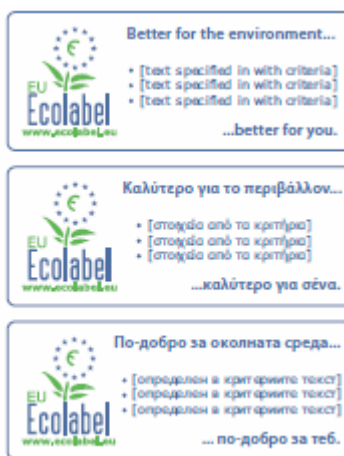 Better for the environment...
• [text specified in with criteria]
• [text specified in with criteria]
• [text specified in with criteria]
...better for you.
€
EU
Ecolabel
www.ecolabel.eu
Καλύτερο για το περιβάλλον...
• [στοιχεία από τα κριτήρια]
• [στοιχεία από τα κριτήρια]
• [στοιχεία από τα κριτήρια]
...καλύτερο για σένα.
€
EU
Ecolabel
www.ecolabel.eu
По-добро за околната среда...
• [определен в критериите текст]
• [определен в критериите текст]
• [определен в критериите текст]
... по-добро за теб.
€
EU
Ecolabel
www.ecolabel.eu